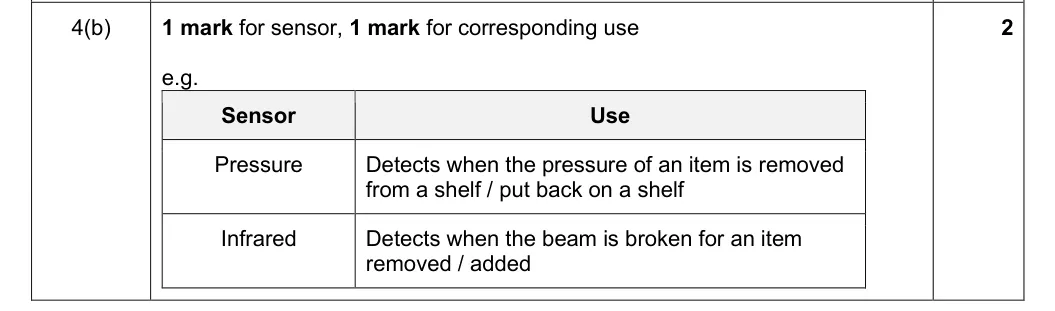 4(b)
1 mark for sensor, 1 mark for corresponding use
2
e.g.
Sensor
Use
Pressure
Detects when the pressure of an item is removed
from a shelf / put back on a shelf
Infrared
Detects when the beam is broken for an item
removed / added